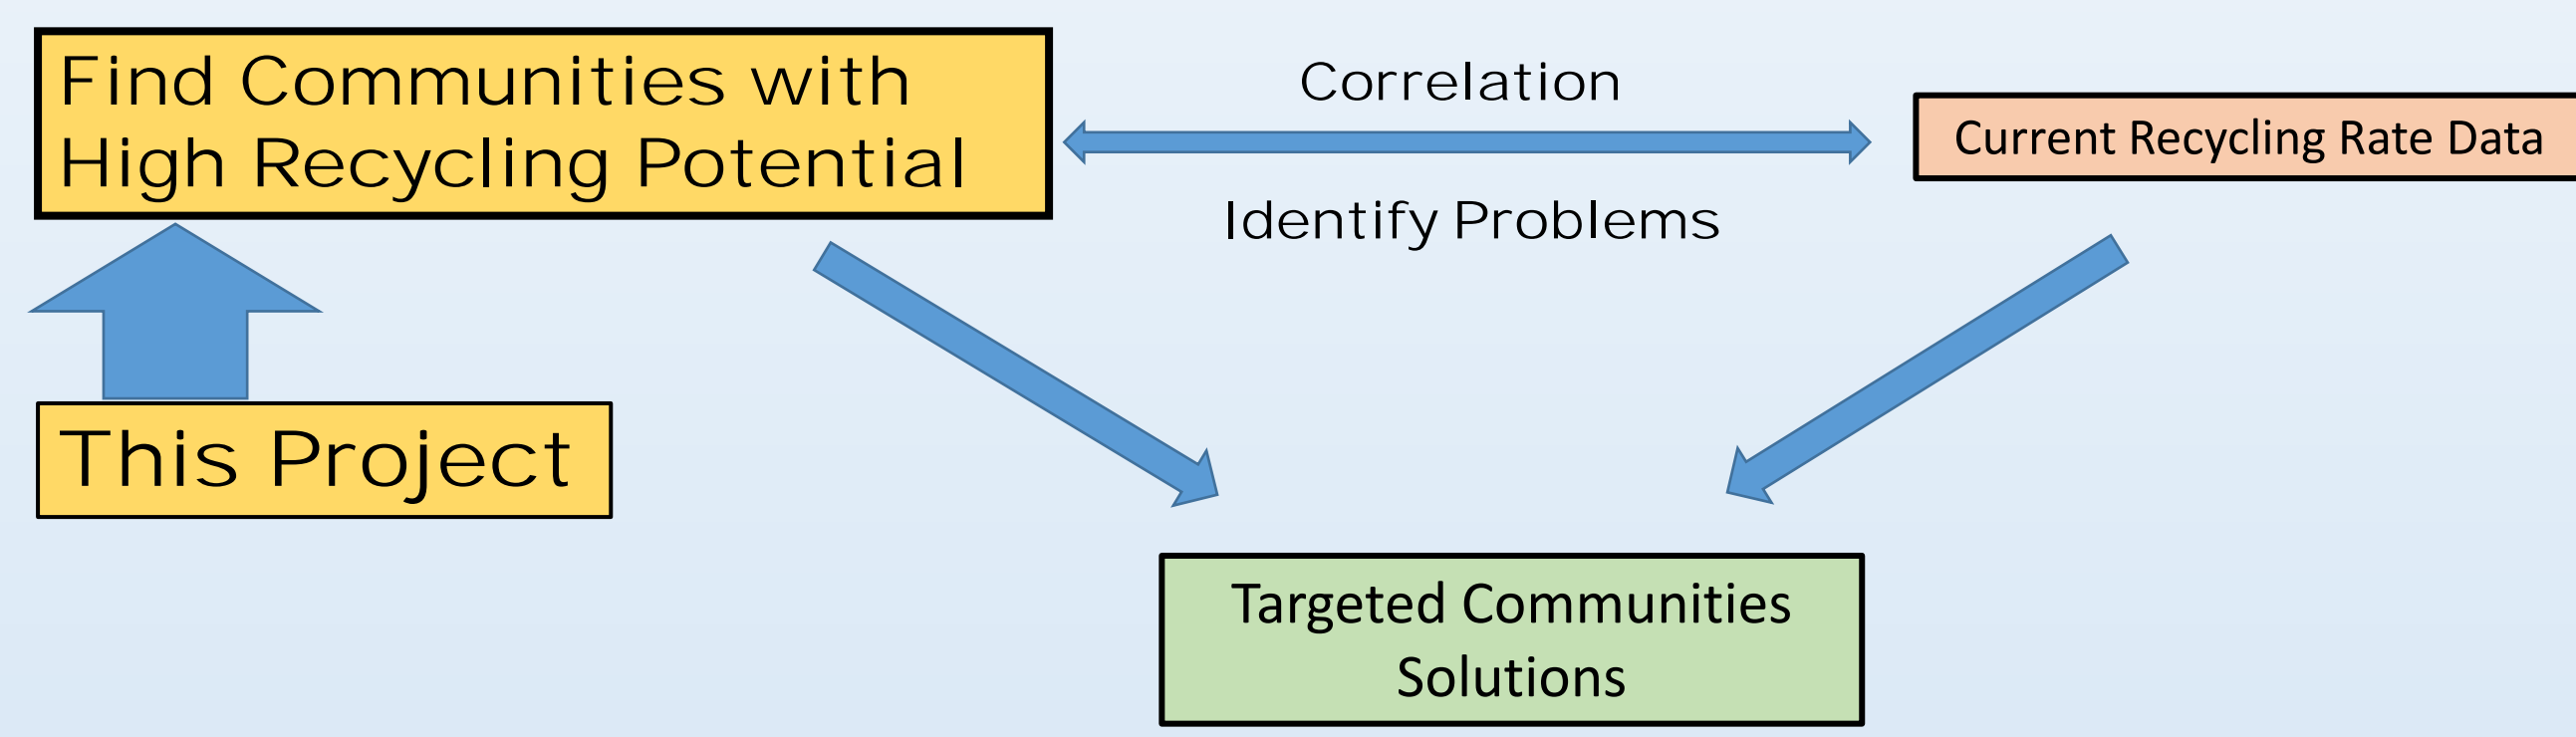 Find Communities with
High Recycling Potential
Correlation
Identify Problems
Current Recycling Rate Data
This Project
Targeted Communities
Solutions